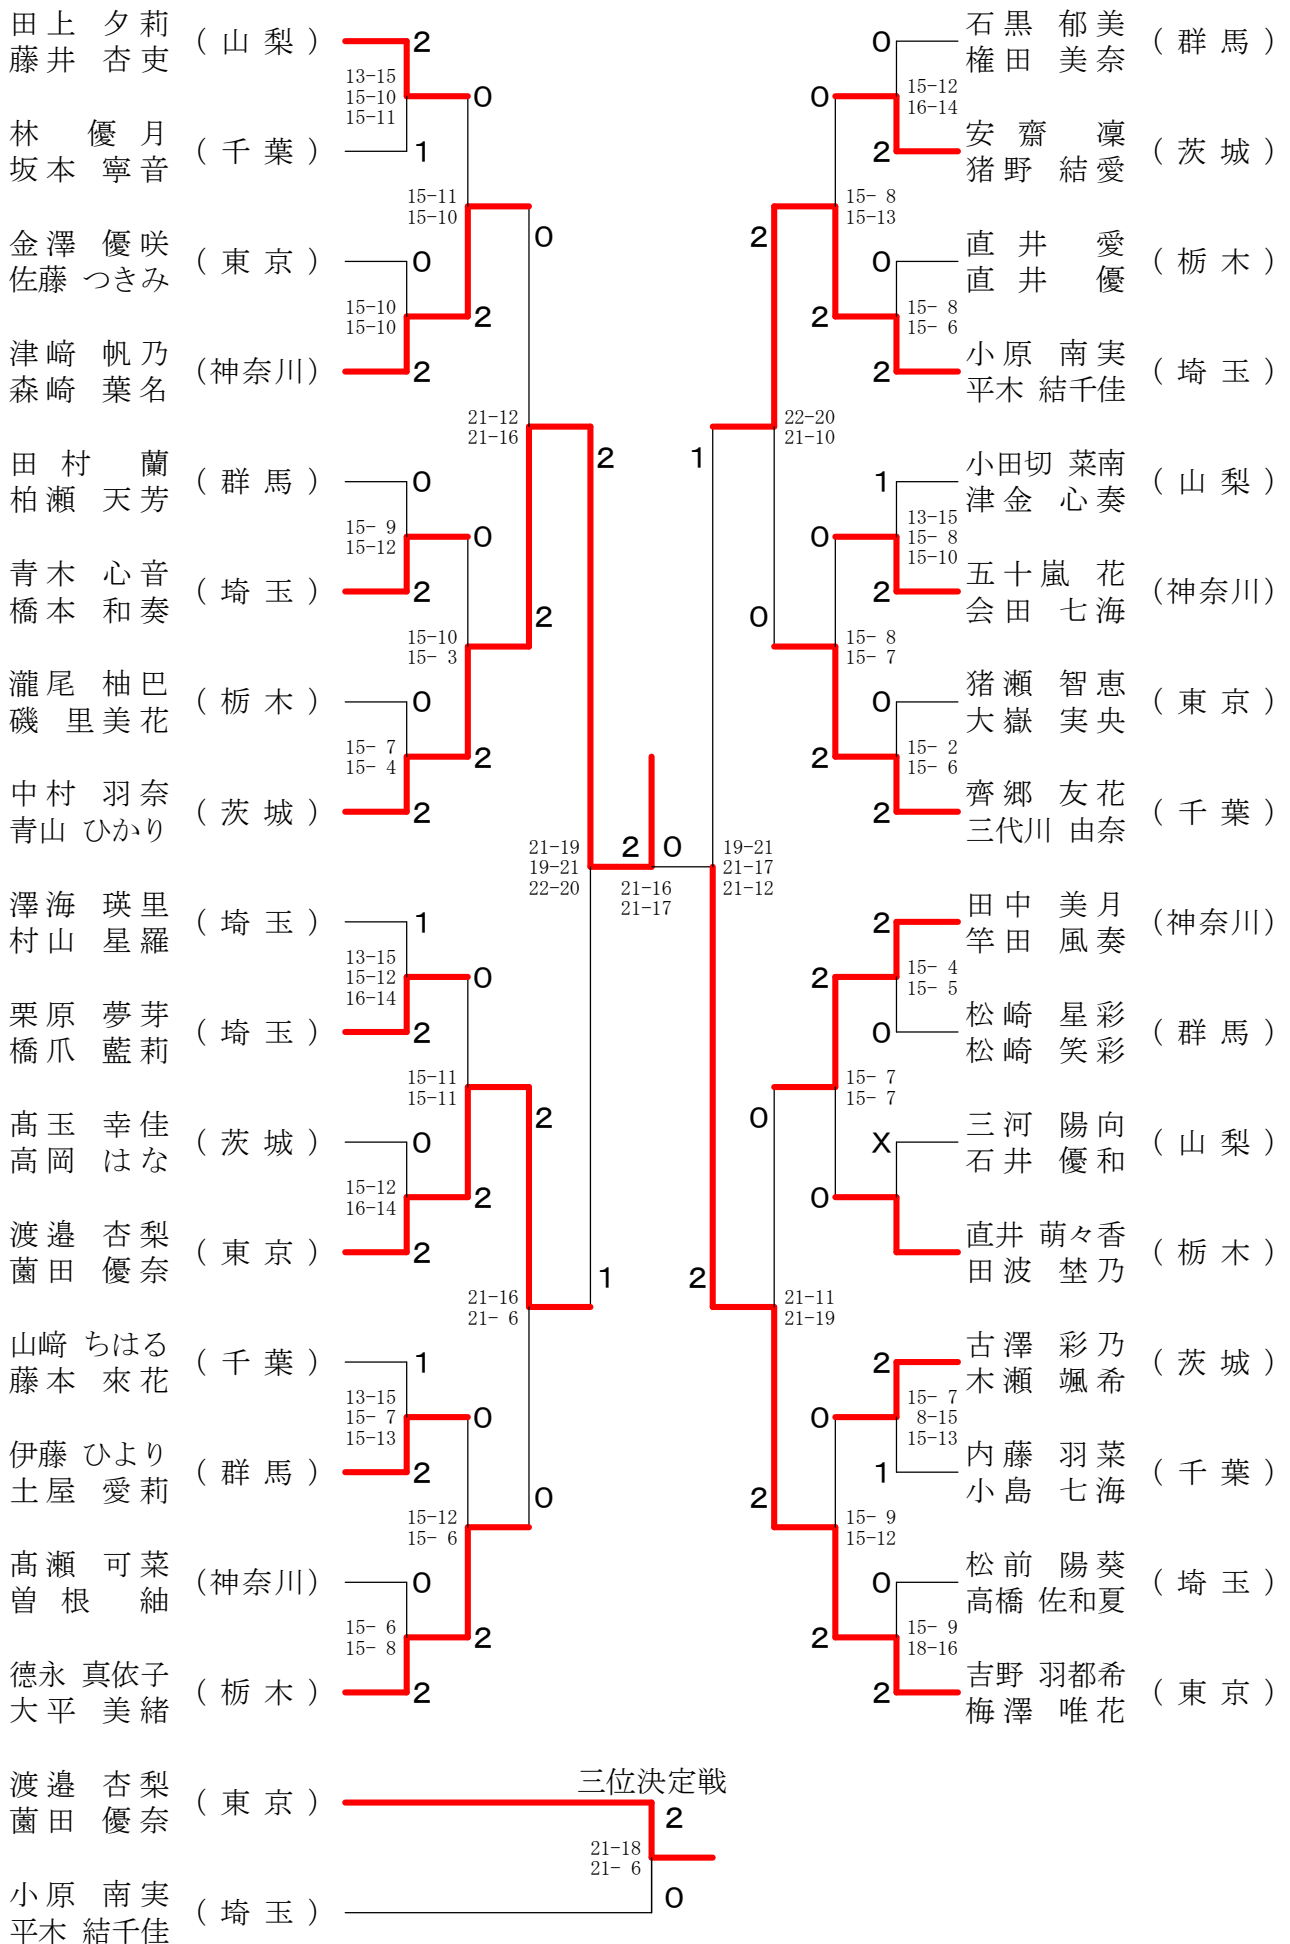 田上 夕莉
藤井 杏吏
(山梨)
2
13-15
15-10
15-11
0
林 優月
坂本 寧音
(千葉)
1
15-11
15-10
0
金澤 優咲
佐藤 つきみ
(東京)
0
15-10
15-10
2
津﨑 帆乃
森崎 葉名
(神奈川)
2
21-12
21-16
2
田村 蘭
柏瀬 天芳
(群馬)
0
15- 9
15-12
0
青木 心音
橋本 和奏
(埼玉)
2
15-10
15- 3
2
瀧尾 柚巴
磯 里美花
(栃木)
0
15- 7
15- 4
2
中村 羽奈
青山 ひかり
(茨城)
2
21-19
19-21
22-20
澤海 瑛里
村山 星羅
(埼玉)
1
13-15
15-12
16-14
0
栗原 夢芽
橋爪 藍莉
(埼玉)
2
15-11
15-11
2
髙玉 幸佳
高岡 はな
(茨城)
0
15-12
16-14
2
渡邉 杏梨
薗田 優奈
(東京)
2
21-16
21- 6
1
山﨑 ちはる
藤本 來花
(千葉)
1
13-15
15- 7
15-13
0
伊藤 ひより
土屋 愛莉
(群馬)
2
15-12
15- 6
0
髙瀬 可菜
曽根 紬
(神奈川)
0
15- 6
15- 8
2
德永 真依子
大平 美緒
(栃木)
2
2
0
21-16
21-17
石黒 郁美
権田 美奈
(群馬)
0
15-12
16-14
0
安齋 凜
猪野 結愛
(茨城)
2
15- 8
15-13
2
直井 愛
直井 優
(栃木)
0
15- 8
15- 6
2
小原 南実
平木 結千佳
(埼玉)
2
22-20
21-10
1
小田切 菜南
津金 心奏
(山梨)
1
13-15
15- 8
15-10
0
五十嵐 花
会田 七海
(神奈川)
2
15- 8
15- 7
0
猪瀬 智恵
大嶽 実央
(東京)
0
15- 2
15- 6
2
齊郷 友花
三代川 由奈
(千葉)
2
19-21
21-17
21-12
田中 美月
竿田 風奏
(神奈川)
2
15- 4
15- 5
2
松崎 星彩
松崎 笑彩
(群馬)
0
15- 7
15- 7
0
三河 陽向
石井 優和
(山梨)
X
0
直井 萌々香
田波 埜乃
(栃木)
21-11
21-19
2
古澤 彩乃
木瀬 颯希
(茨城)
2
15- 7
8-15
15-13
0
内藤 羽菜
小島 七海
(千葉)
1
15- 9
15-12
2
松前 陽葵
高橋 佐和夏
(埼玉)
0
15- 9
18-16
2
吉野 羽都希
梅澤 唯花
(東京)
2
三位決定戦
渡邉 杏梨
薗田 優奈
(東京)
2
21-18
21- 6
小原 南実
平木 結千佳
(埼玉)
0